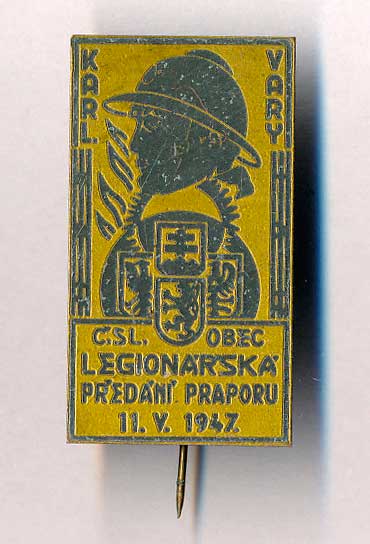 KARL. VARY
ČSL. OBEC
LEGIONÁŘSKÁ
PŘEDÁNÍ PRAPORU
11. V. 1947.